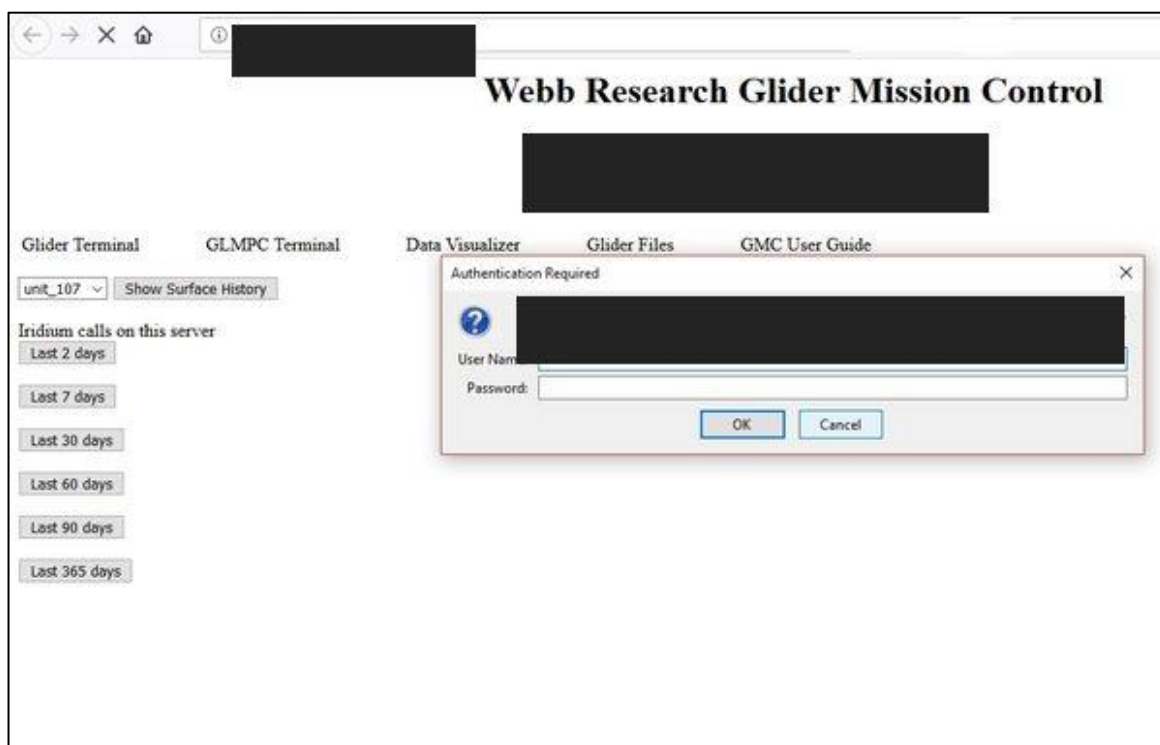 Webb Research Glider Mission Control
Glider Terminal GLMPC Terminal Data Visualizer Glider Files GMC User Guide
unit_107 Show Surface History
Iridium calls on this server
Last 2 days
Last 7 days
Last 30 days
Last 60 days
Last 90 days
Last 365 days
Authentication Required
User Name:
Password:
OK Cancel